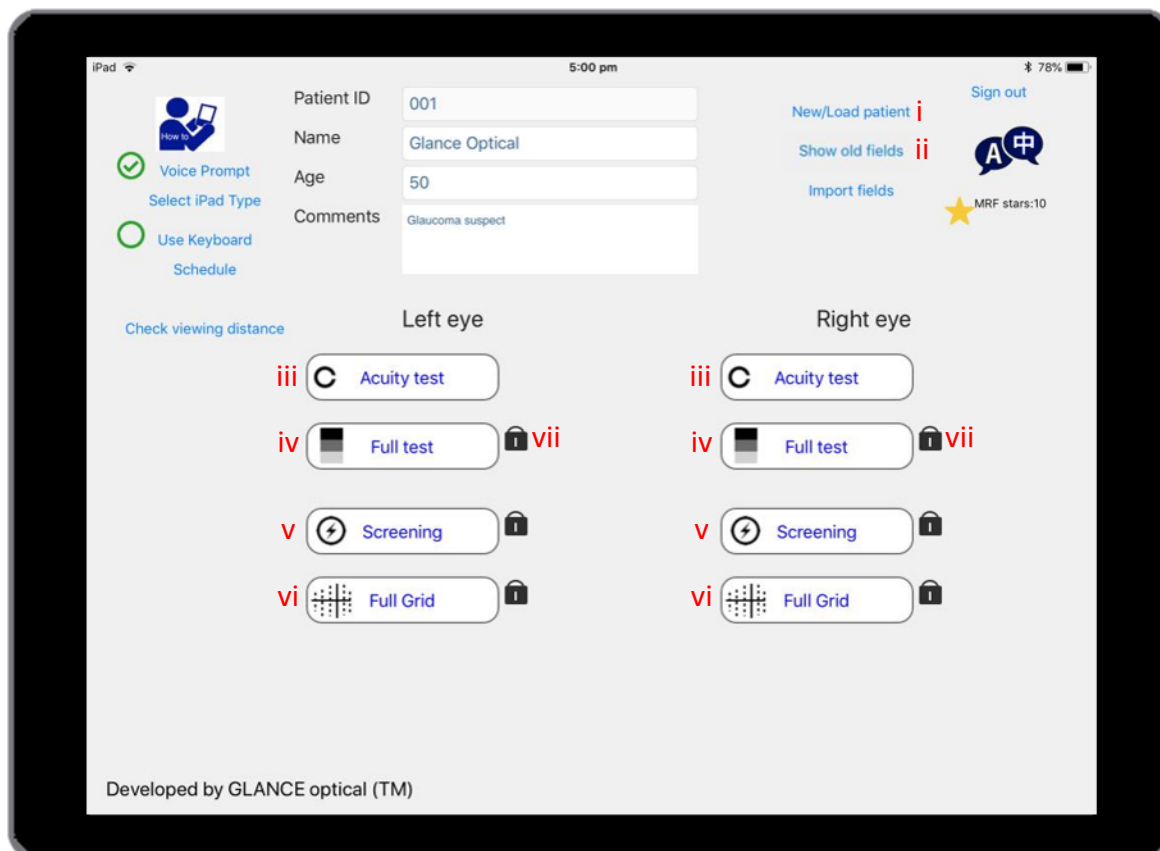 iPad 5:00 pm 78%
How to
Voice Prompt
Select iPad Type
Use Keyboard
Schedule
Patient ID 001
Name Glance Optical
Age 50
Comments Glaucoma suspect
New/Load patient i
Show old fields ii
Import fields
Sign out
A 中
MRF stars:10
Check viewing distance
Left eye
Right eye
iii Acuity test
iii Acuity test
iv Full test vii
iv Full test vii
v Screening
v Screening
vi Full Grid
vi Full Grid
Developed by GLANCE optical (TM)